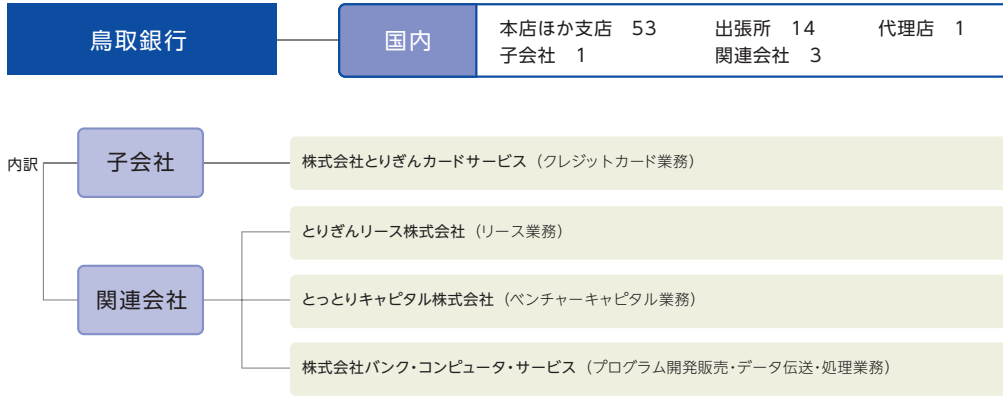 鳥取銀行
国内
本店ほか支店 53 出張所 14 代理店 1
子会社 1 関連会社 3
内訳
子会社
株式会社とりぎんカードサービス（クレジットカード業務）
関連会社
とりぎんリース株式会社（リース業務）
とっとりキャピタル株式会社（ベンチャーキャピタル業務）
株式会社バンク・コンピュータ・サービス（プログラム開発販売・データ伝送・処理業務）